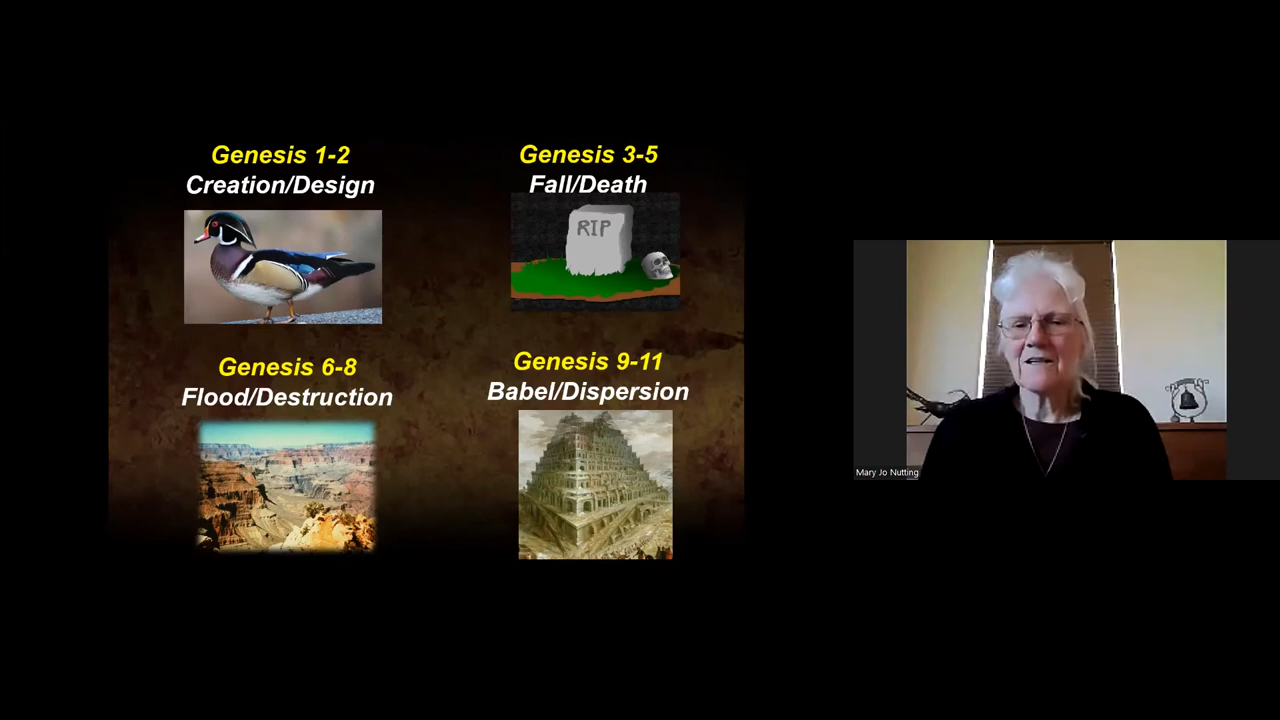 Genesis 1-2
Creation/Design
Genesis 3-5
Fall/Death
RIP
Genesis 6-8
Flood/Destruction
Genesis 9-11
Babel/Dispersion
Mary Jo Nutting